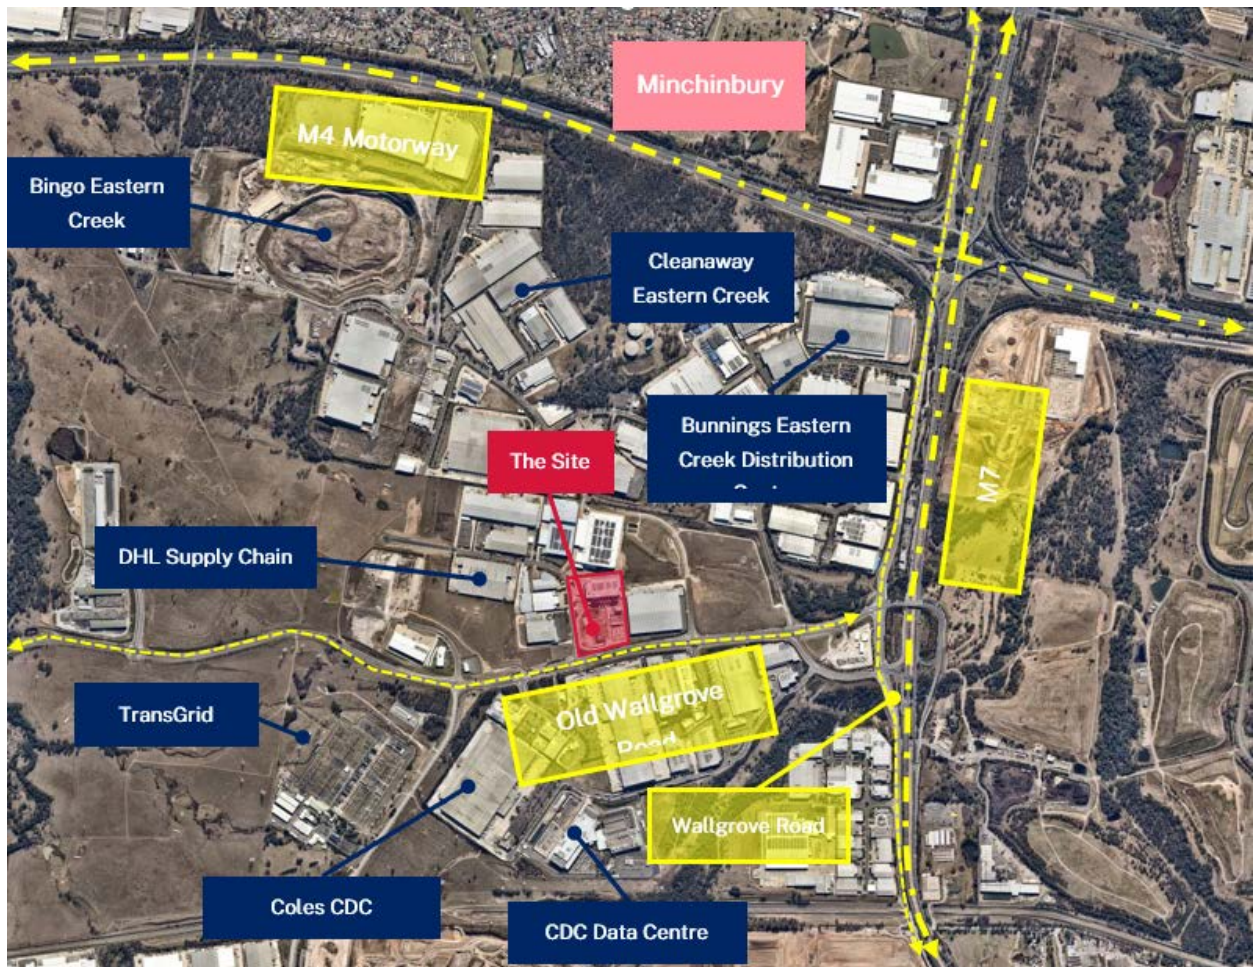 Minchinbury
M4 Motorway
Bingo Eastern
Creek
Cleanaway
Eastern Creek
Bunnings Eastern
Creek Distribution
The Site
M7
DHL Supply Chain
TransGrid
Old Wallgrove
Road
Wallgrove Road
Coles CDC
CDC Data Centre